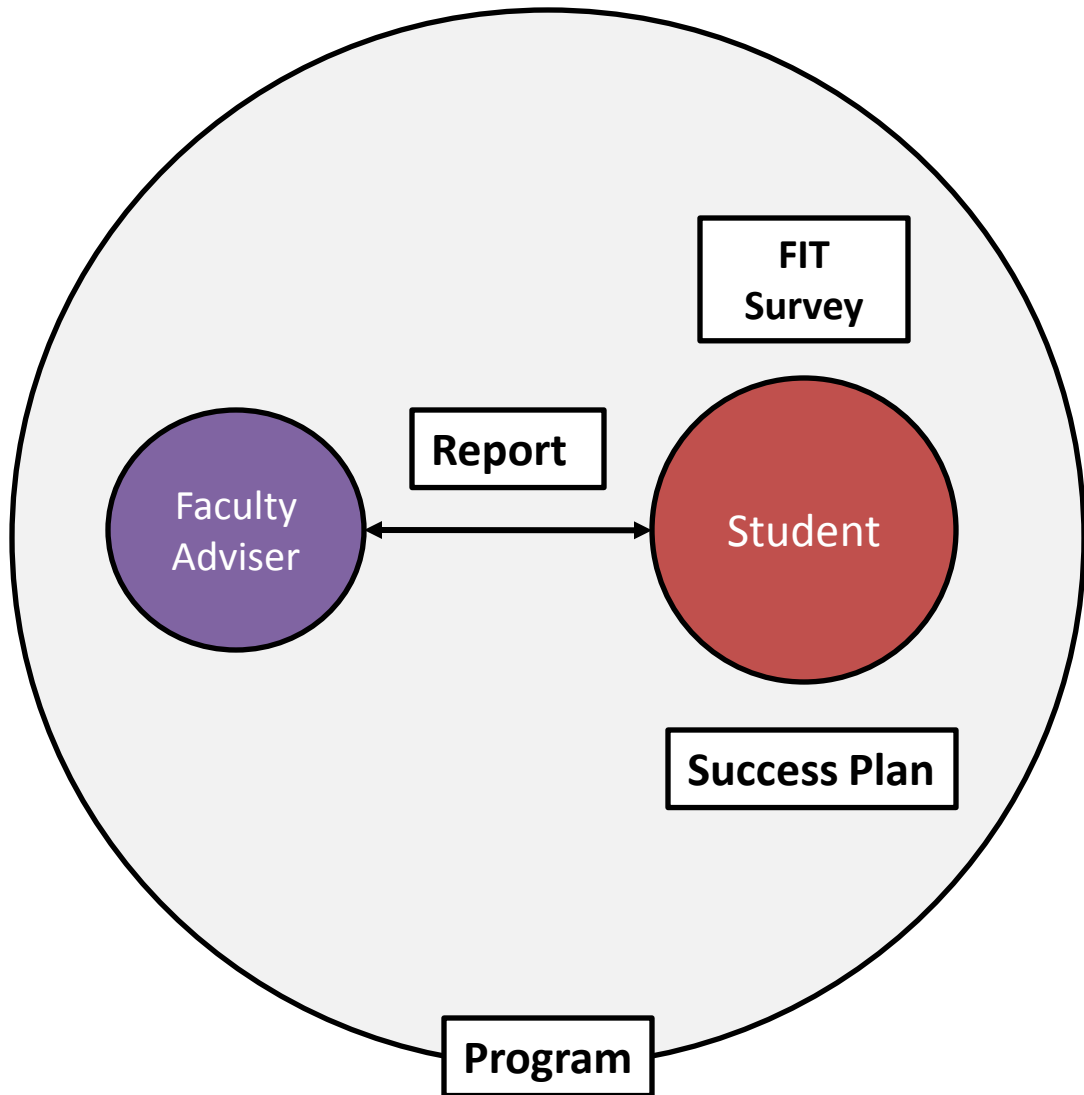 FIT
Survey
Report
Faculty
Adviser
Student
Success Plan
Program